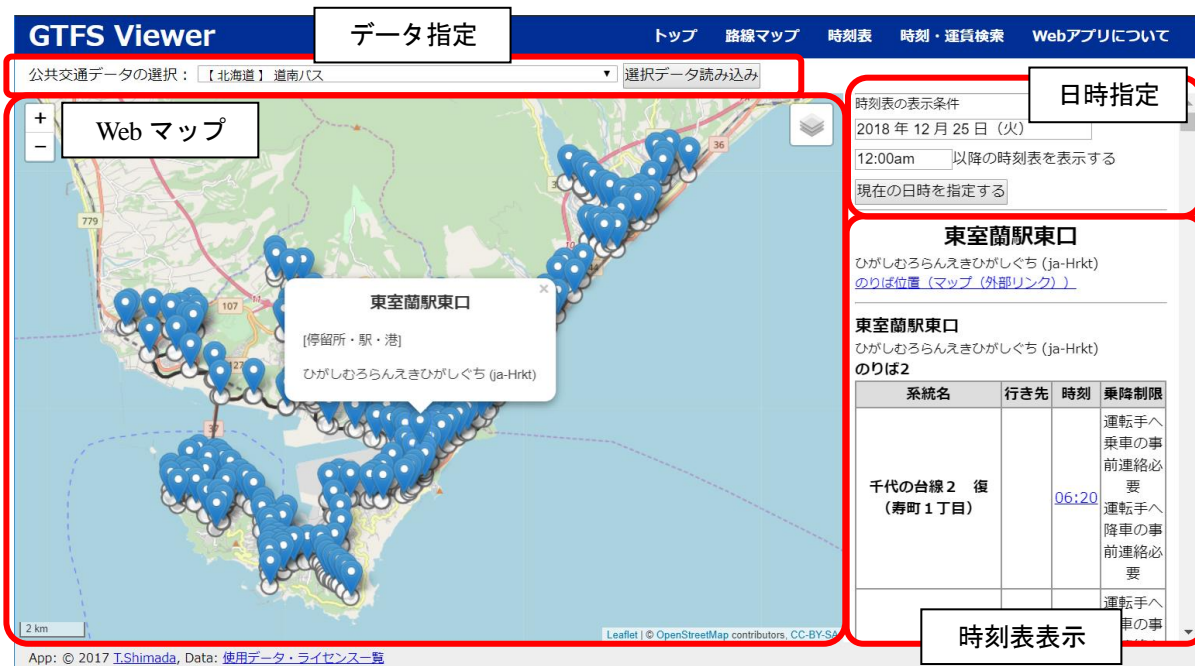 GTFS Viewer
データ指定
トップ 路線マップ 時刻表 時刻・運賃検索 Webアプリについて
公共交通データの選択： 【北海道】 道南バス 選択データ読み込み
日時指定
時刻表の表示条件
2018 年 12 月 25 日（火）
12:00am 以降の時刻表を表示する
現在の日時を指定する
+
−
Web マップ
36
779
107
37
東室蘭駅東口
×
[停留所・駅・港]
ひがしむろらんえきひがしぐち (ja-Hrkt)
2 km
Leaflet | © OpenStreetMap contributors, CC-BY-SA
東室蘭駅東口
ひがしむろらんえきひがしぐち (ja-Hrkt)
のりば位置（マップ（外部リンク））
東室蘭駅東口
ひがしむろらんえきひがしぐち (ja-Hrkt)
のりば2
系統名 行き先 時刻 乗降制限
千代の台線２ 復
（寿町１丁目）
06:20
運転手へ
乗車の事
前連絡必
要
運転手へ
降車の事
前連絡必
要
運転手へ
車の事
時刻表表示
App: © 2017 T.Shimada, Data: 使用データ・ライセンス一覧